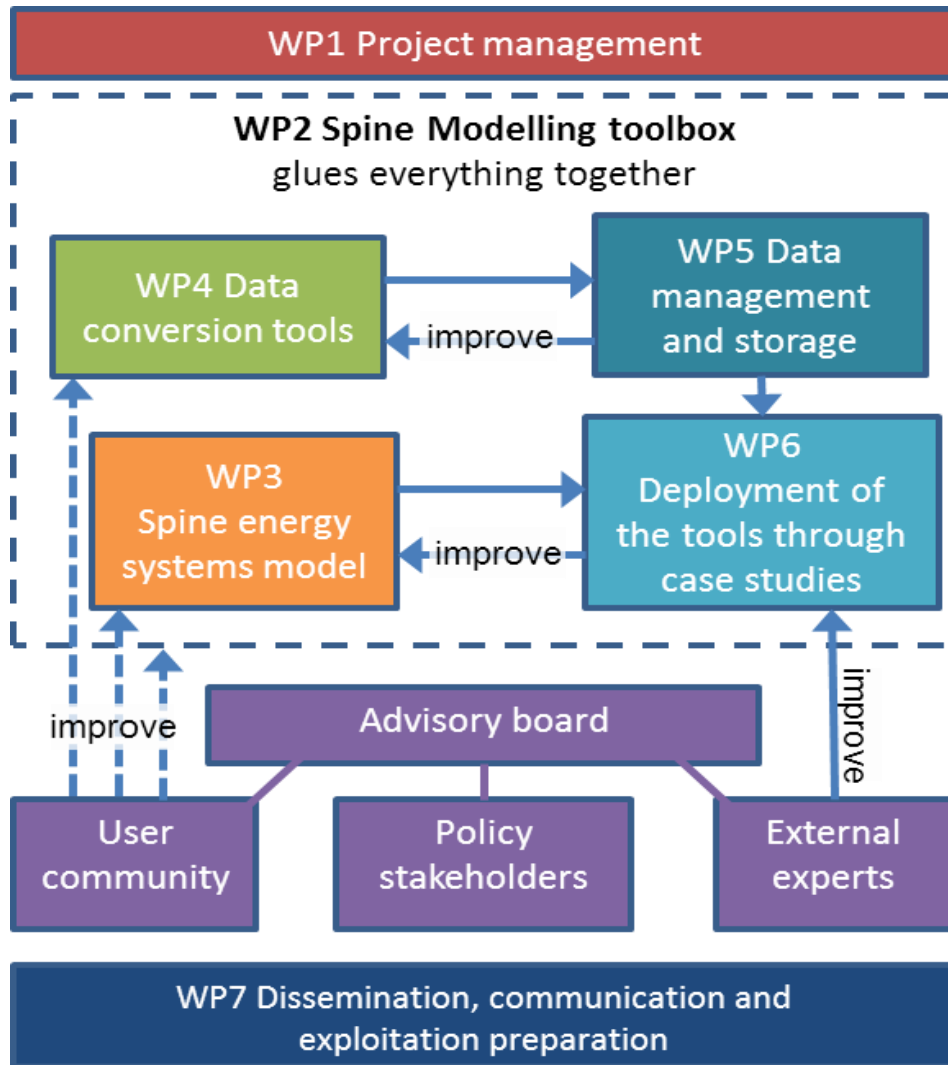 WP1 Project management
WP2 Spine Modelling toolbox
glues everything together
WP4 Data
conversion tools
improve
WP5 Data
management
and storage
WP3
Spine energy
systems model
improve
WP6
Deployment of
the tools through
case studies
improve
improve
Advisory board
User
community
Policy
stakeholders
External
experts
WP7 Dissemination, communication and
exploitation preparation